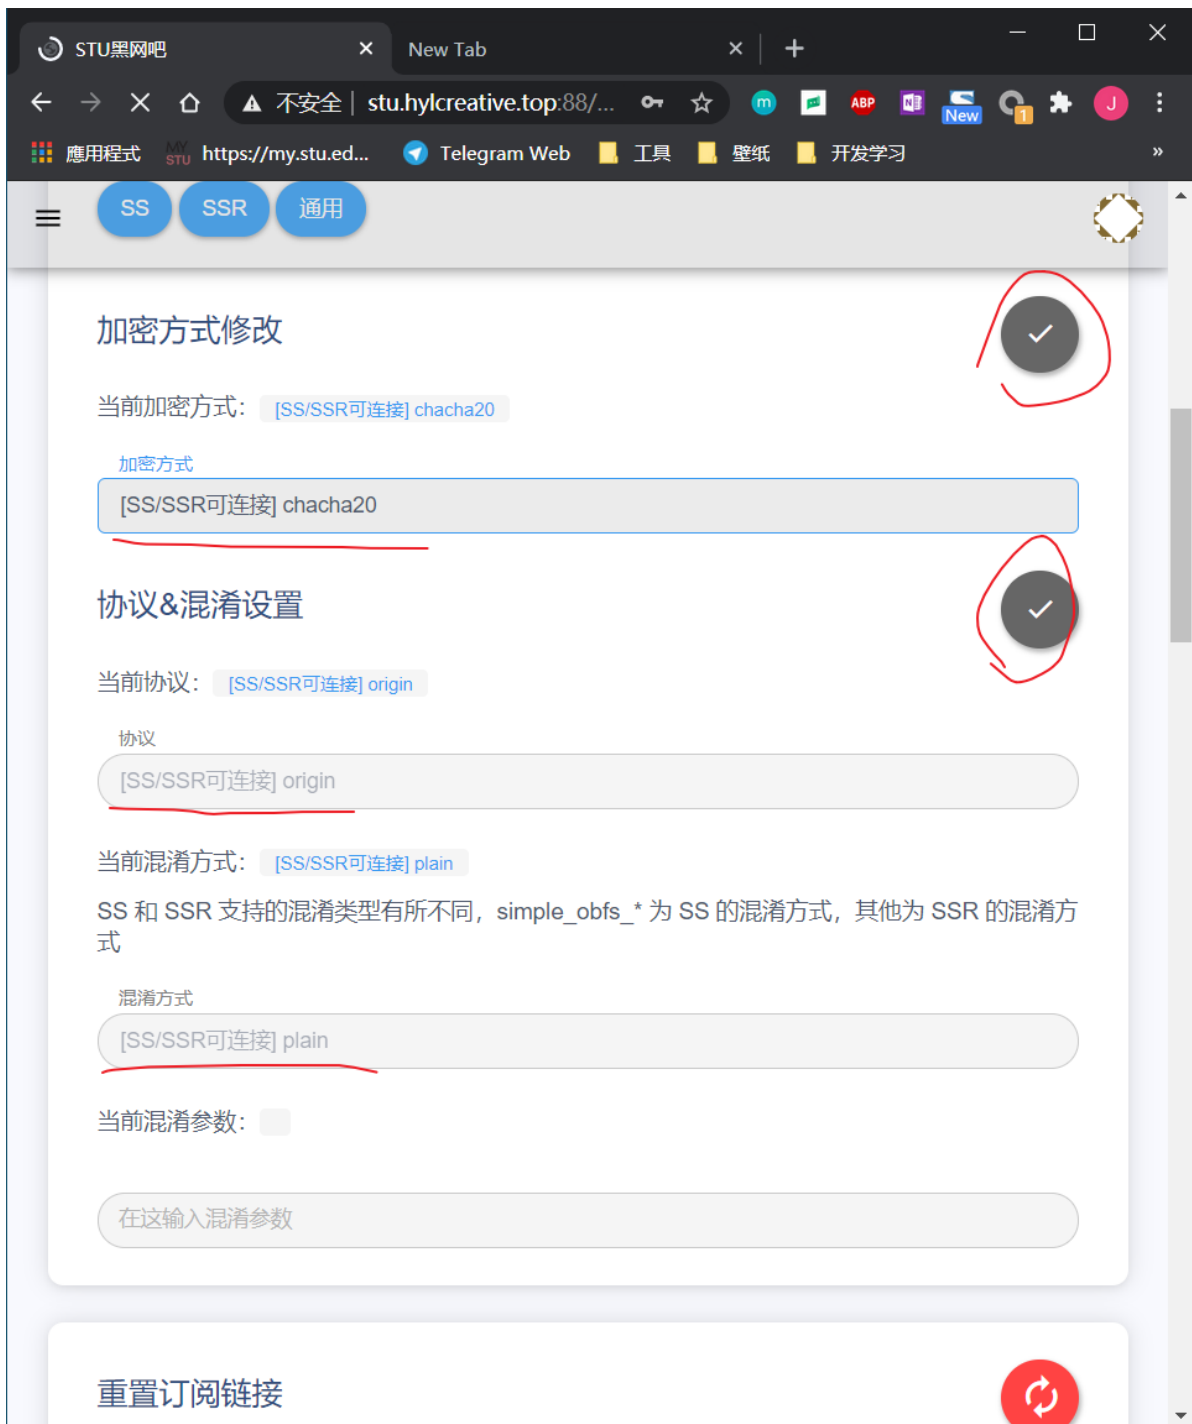 STU黑网吧
New Tab
不安全 | stu.hylcreative.top:88/...
m
ABP
N
New
1
J
應用程式
MY STU
https://my.stu.ed...
Telegram Web
工具
壁纸
开发学习
»
SS
SSR
通用
加密方式修改
当前加密方式：
[SS/SSR可连接] chacha20
加密方式
[SS/SSR可连接] chacha20
协议&混淆设置
当前协议：
[SS/SSR可连接] origin
协议
[SS/SSR可连接] origin
当前混淆方式：
[SS/SSR可连接] plain
SS 和 SSR 支持的混淆类型有所不同，simple_obfs_* 为 SS 的混淆方式，其他为 SSR 的混淆方
式
混淆方式
[SS/SSR可连接] plain
当前混淆参数：
在这输入混淆参数
重置订阅链接